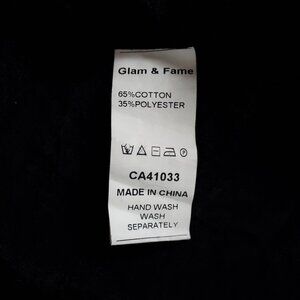 Glam & Fame
65%COTTON
35%POLYESTER
CA41033
MADE IN CHINA
HAND WASH
WASH
SEPARATELY